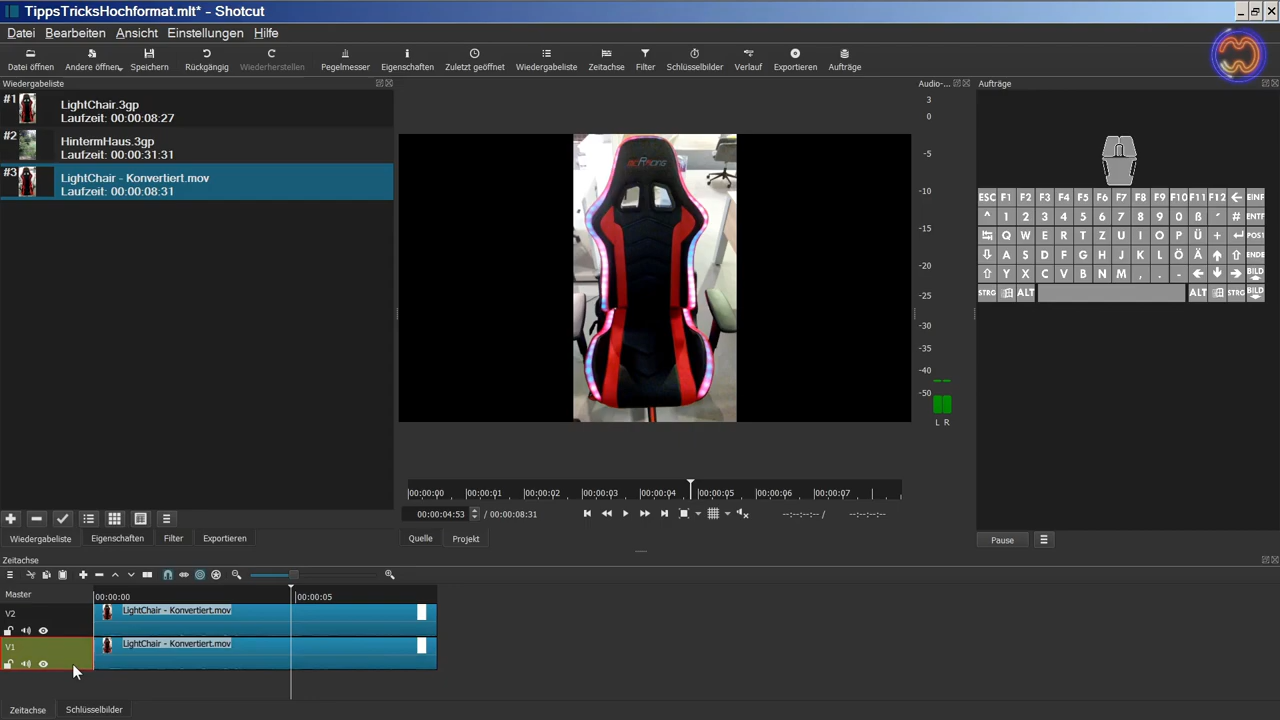 TippsTricksHochformat.mlt* - Shotcut
Datei Bearbeiten Ansicht Einstellungen Hilfe
Datei öffnen Andere öffnen Speichern Rückgängig Wiederherstellen Pegelmesser Eigenschaften Zuletzt geöffnet Wiedergabeliste Zeitachse Filter Schlüsselbilder Verlauf Exportieren Aufträge
Wiedergabeliste
#1 LightChair.3gp
Laufzeit: 00:00:08:27
#2 HintermHaus.3gp
Laufzeit: 00:00:31:31
#3 LightChair - Konvertiert.mov
Laufzeit: 00:00:08:31
Wiedergabeliste Eigenschaften Filter Exportieren
00:00:00 00:00:01 00:00:02 00:00:03 00:00:04 00:00:05 00:00:06 00:00:07
00:00:04:53 / 00:00:08:31 --:--:--:-- / --:--:--:--
Quelle Projekt
Audio-...
3
0
-5
-10
-15
-20
-25
-30
-35
-40
-50
L R
Aufträge
ESC F1 F2 F3 F4 F5 F6 F7 F8 F9 F10 F11 F12 EINF
^ 1 2 3 4 5 6 7 8 9 0 ß ´ # ENTF
Q W E R T Z U I O P Ü + POS1
A S D F G H J K L Ö Ä ENDE
Y X C V B N M , . - BILD
STRG ALT ALT STRG BILD
Pause
Zeitachse
Master 00:00:00 00:00:05
V2 LightChair - Konvertiert.mov
V1 LightChair - Konvertiert.mov
Zeitachse Schlüsselbilder